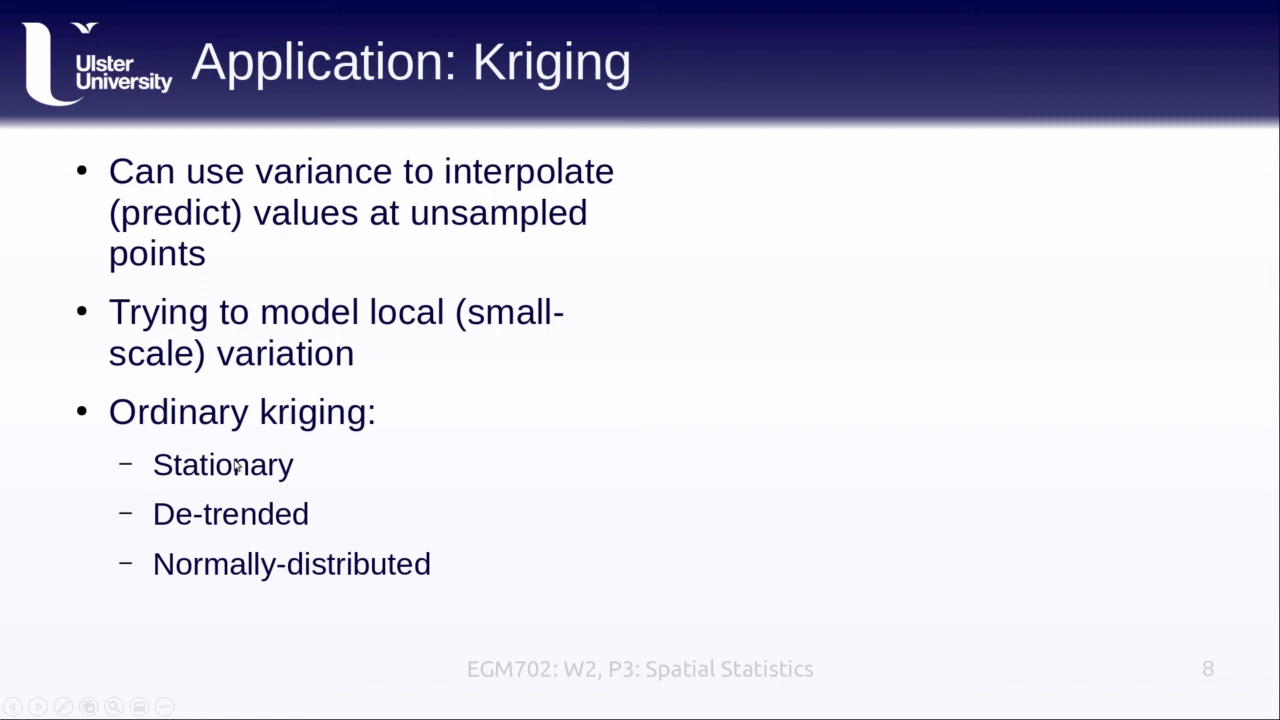 Ulster
University
Application: Kriging
• Can use variance to interpolate
(predict) values at unsampled
points
• Trying to model local (small-
scale) variation
• Ordinary kriging:
– Stationary
– De-trended
– Normally-distributed
EGM702: W2, P3: Spatial Statistics
8